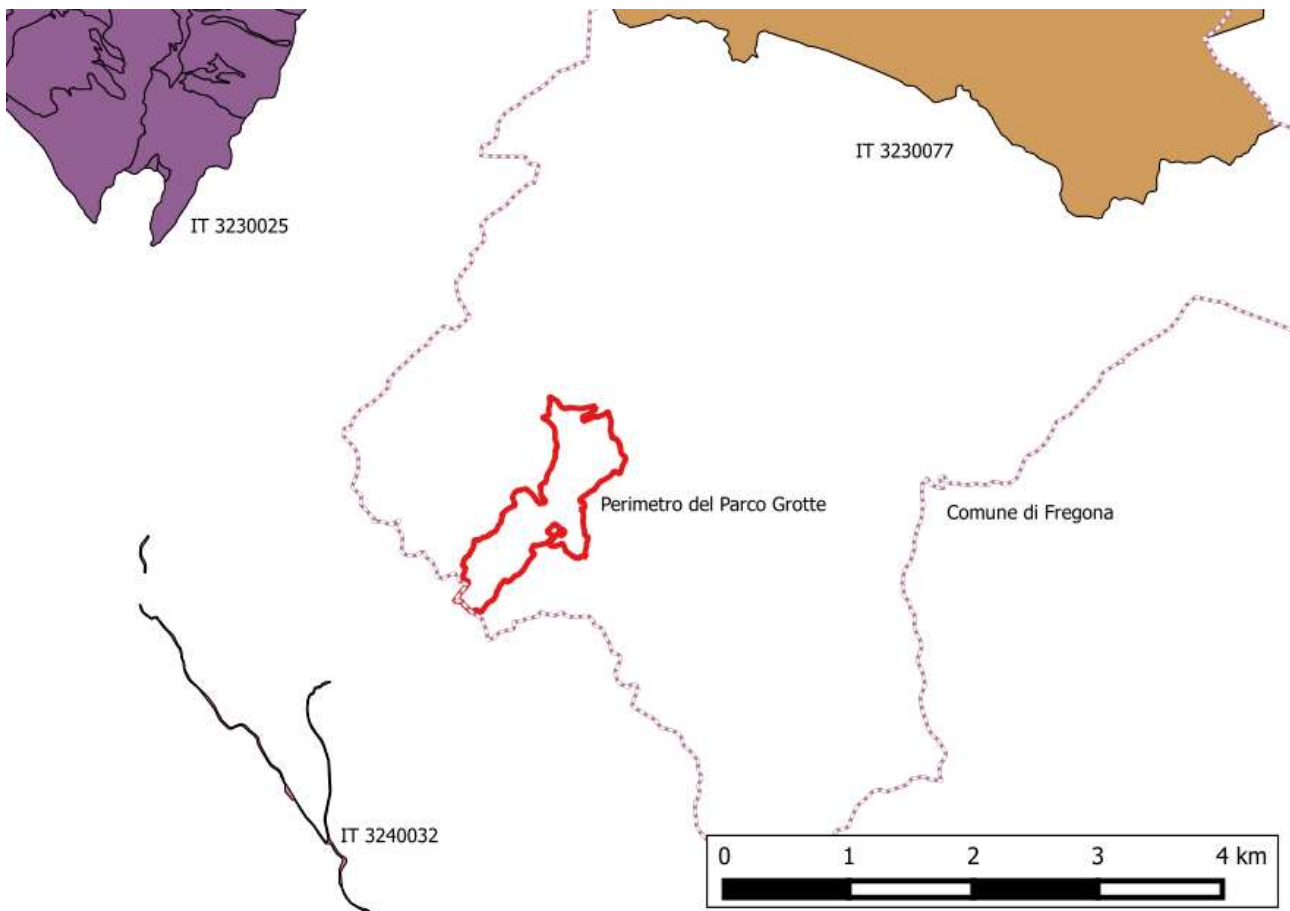 IT 3230077
IT 3230025
Perimetro del Parco Grotte
Comune di Fregona
IT 3240032
0 1 2 3 4 km